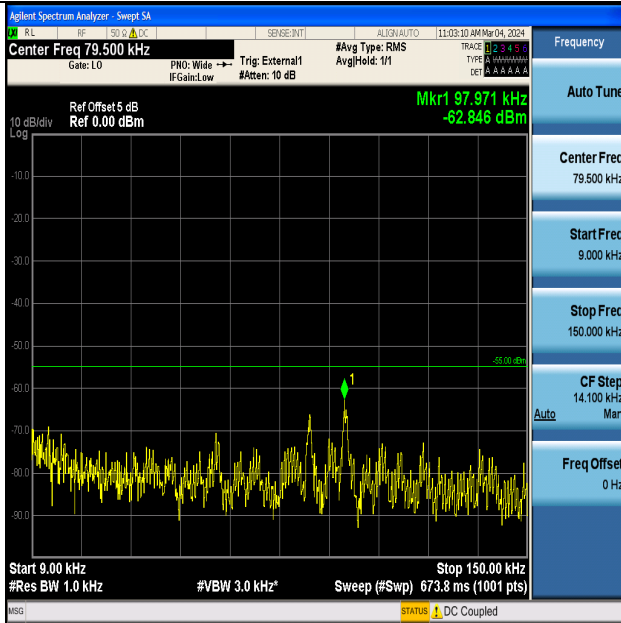 Agilent Spectrum Analyzer - Swept SA
RL RF 50 Ω DC SENSE:INT ALIGN AUTO 11:03:10 AM Mar 04, 2024
Center Freq 79.500 kHz
Gate: LO
PNO: Wide
IFGain:Low
Trig: External1
#Atten: 10 dB
#Avg Type: RMS
Avg|Hold: 1/1
TRACE 1 2 3 4 5 6
TYPE A
DET A A A A A A
Frequency
Mkr1 97.971 kHz
-62.846 dBm
Ref Offset 5 dB
10 dB/div Ref 0.00 dBm
Log
-10.0
-20.0
-30.0
-40.0
-50.0
-60.0
-70.0
-80.0
-90.0
-55.00 dBm
1
Start 9.00 kHz
Stop 150.00 kHz
#Res BW 1.0 kHz
#VBW 3.0 kHz*
Sweep (#Swp) 673.8 ms (1001 pts)
Auto Tune
Center Freq
79.500 kHz
Start Freq
9.000 kHz
Stop Freq
150.000 kHz
CF Step
14.100 kHz
Auto Man
Freq Offset
0 Hz
MSG
STATUS
DC Coupled